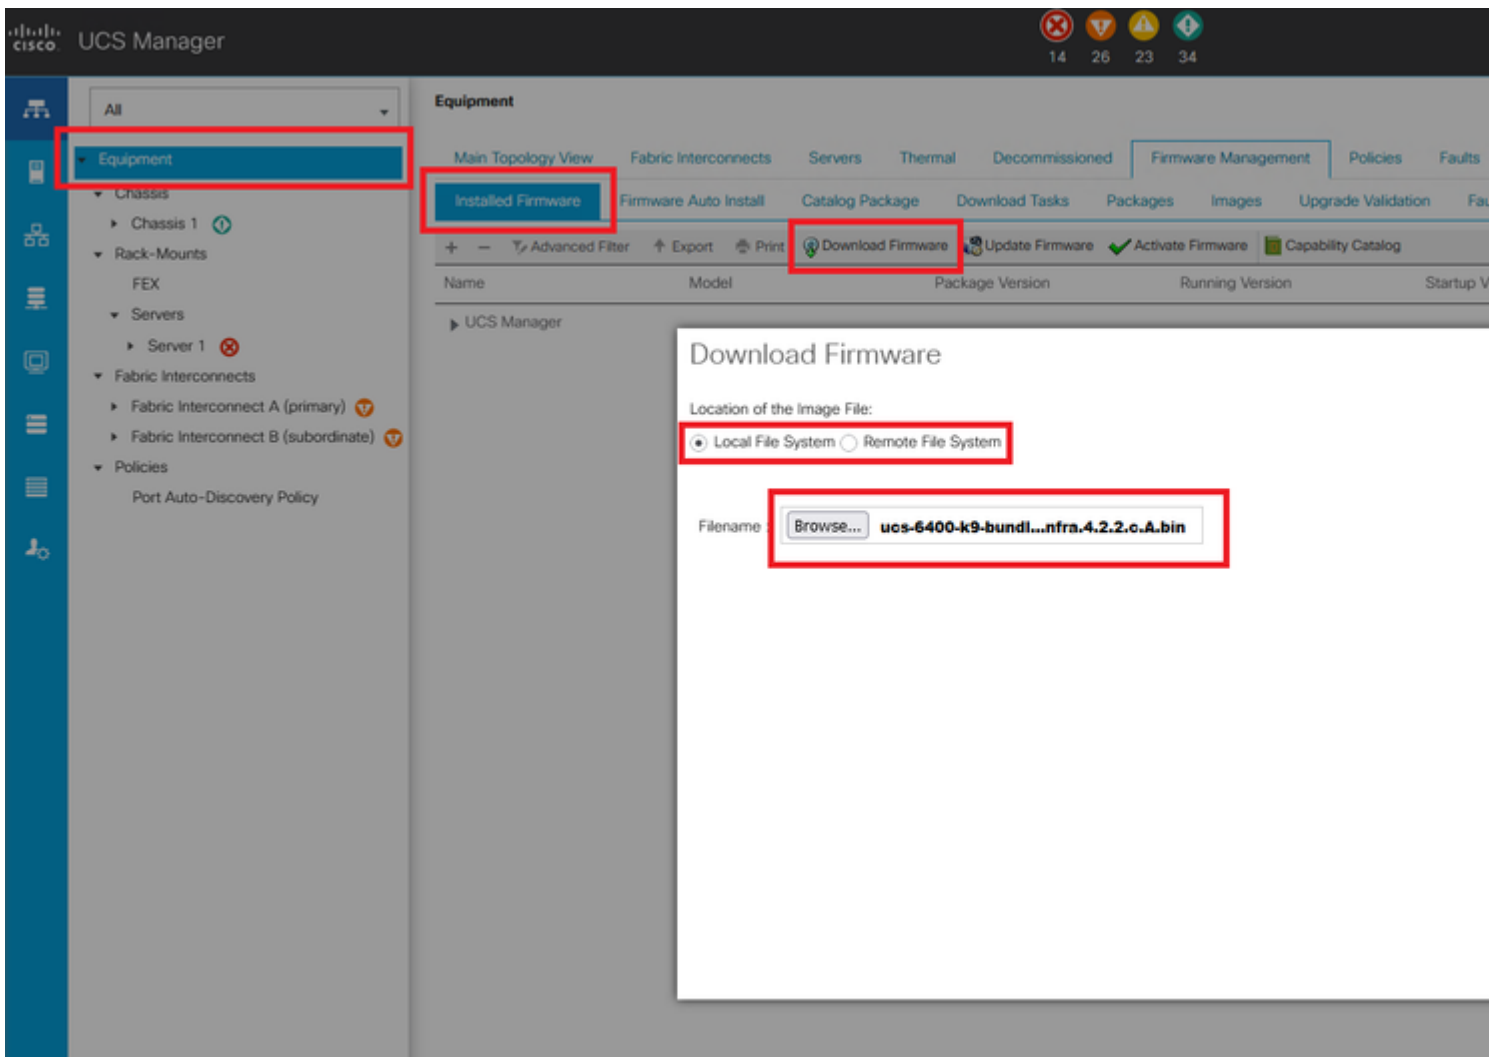 CISCO UCS Manager
14 26 23 34
All
Equipment
Chassis
Chassis 1
Rack-Mounts
FEX
Servers
Server 1
Fabric Interconnects
Fabric Interconnect A (primary)
Fabric Interconnect B (subordinate)
Policies
Port Auto-Discovery Policy
Equipment
Main Topology View Fabric Interconnects Servers Thermal Decommissioned Firmware Management Policies Faults
Installed Firmware Firmware Auto Install Catalog Package Download Tasks Packages Images Upgrade Validation Fau
+ − Advanced Filter Export Print Download Firmware Update Firmware Activate Firmware Capability Catalog
Name Model Package Version Running Version Startup V
UCS Manager
Download Firmware
Location of the Image File:
Local File System Remote File System
Filename : Browse... ucs-6400-k9-bundl...nfra.4.2.2.c.A.bin